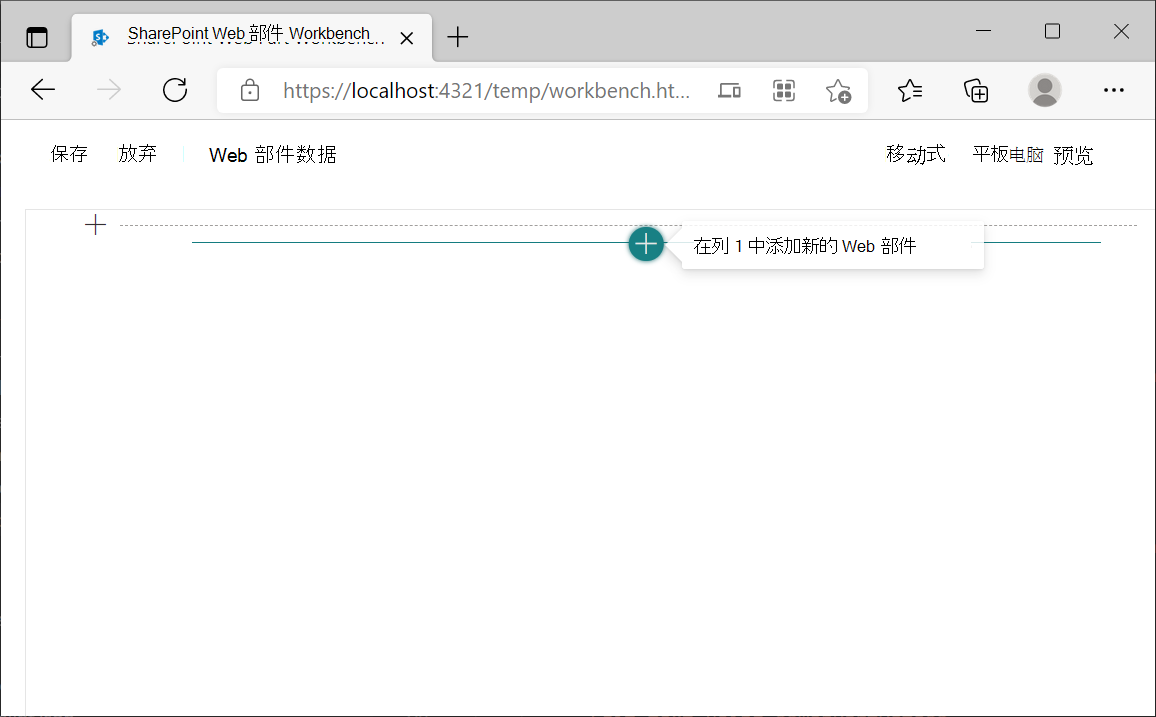 SharePoint Web 部件 Workbench
https://localhost:4321/temp/workbench.ht...
保存 放弃 Web 部件数据 移动式 平板电脑 预览
在列 1 中添加新的 Web 部件